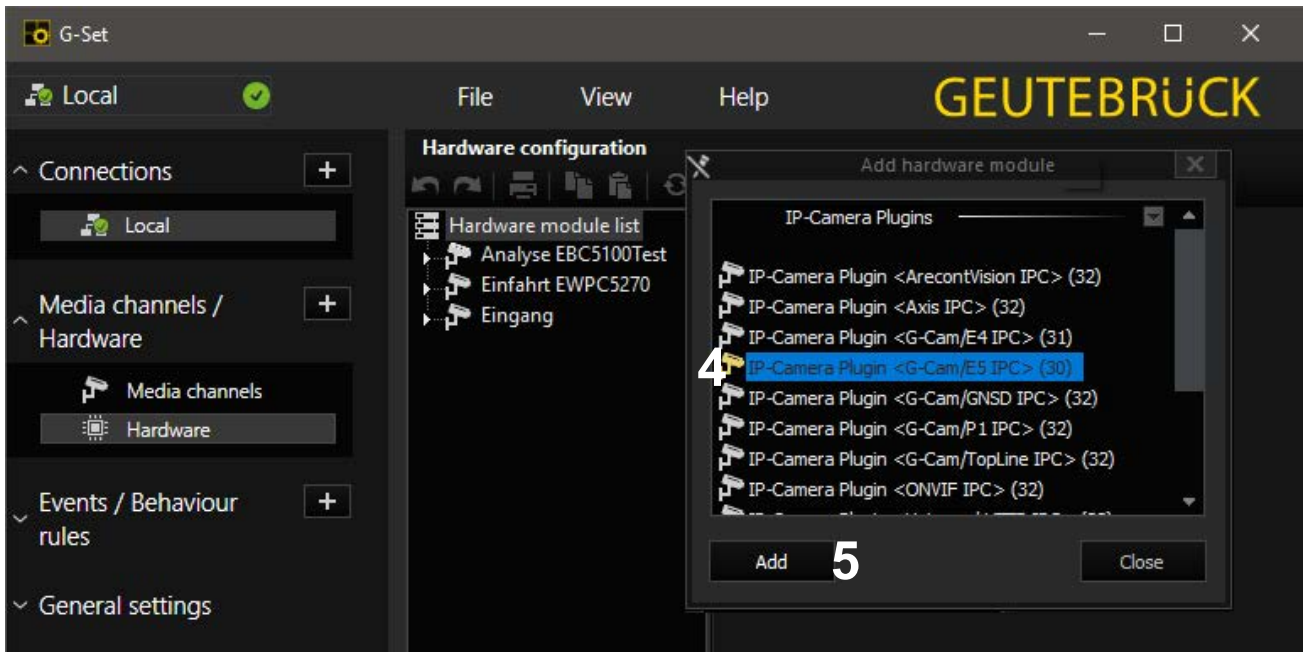 G-Set
Local
File View Help
GEUTEBRÜCK
Connections
Local
Media channels /
Hardware
Media channels
Hardware
Events / Behaviour
rules
General settings
Hardware configuration
Hardware module list
Analyse EBC5100Test
Einfahrt EWPC5270
Eingang
Add hardware module
IP-Camera Plugins
IP-Camera Plugin <ArecontVision IPC> (32)
IP-Camera Plugin <Axis IPC> (32)
IP-Camera Plugin <G-Cam/E4 IPC> (31)
4 IP-Camera Plugin <G-Cam/E5 IPC> (30)
IP-Camera Plugin <G-Cam/GNSD IPC> (32)
IP-Camera Plugin <G-Cam/P1 IPC> (32)
IP-Camera Plugin <G-Cam/TopLine IPC> (32)
IP-Camera Plugin <ONVIF IPC> (32)
Add 5 Close